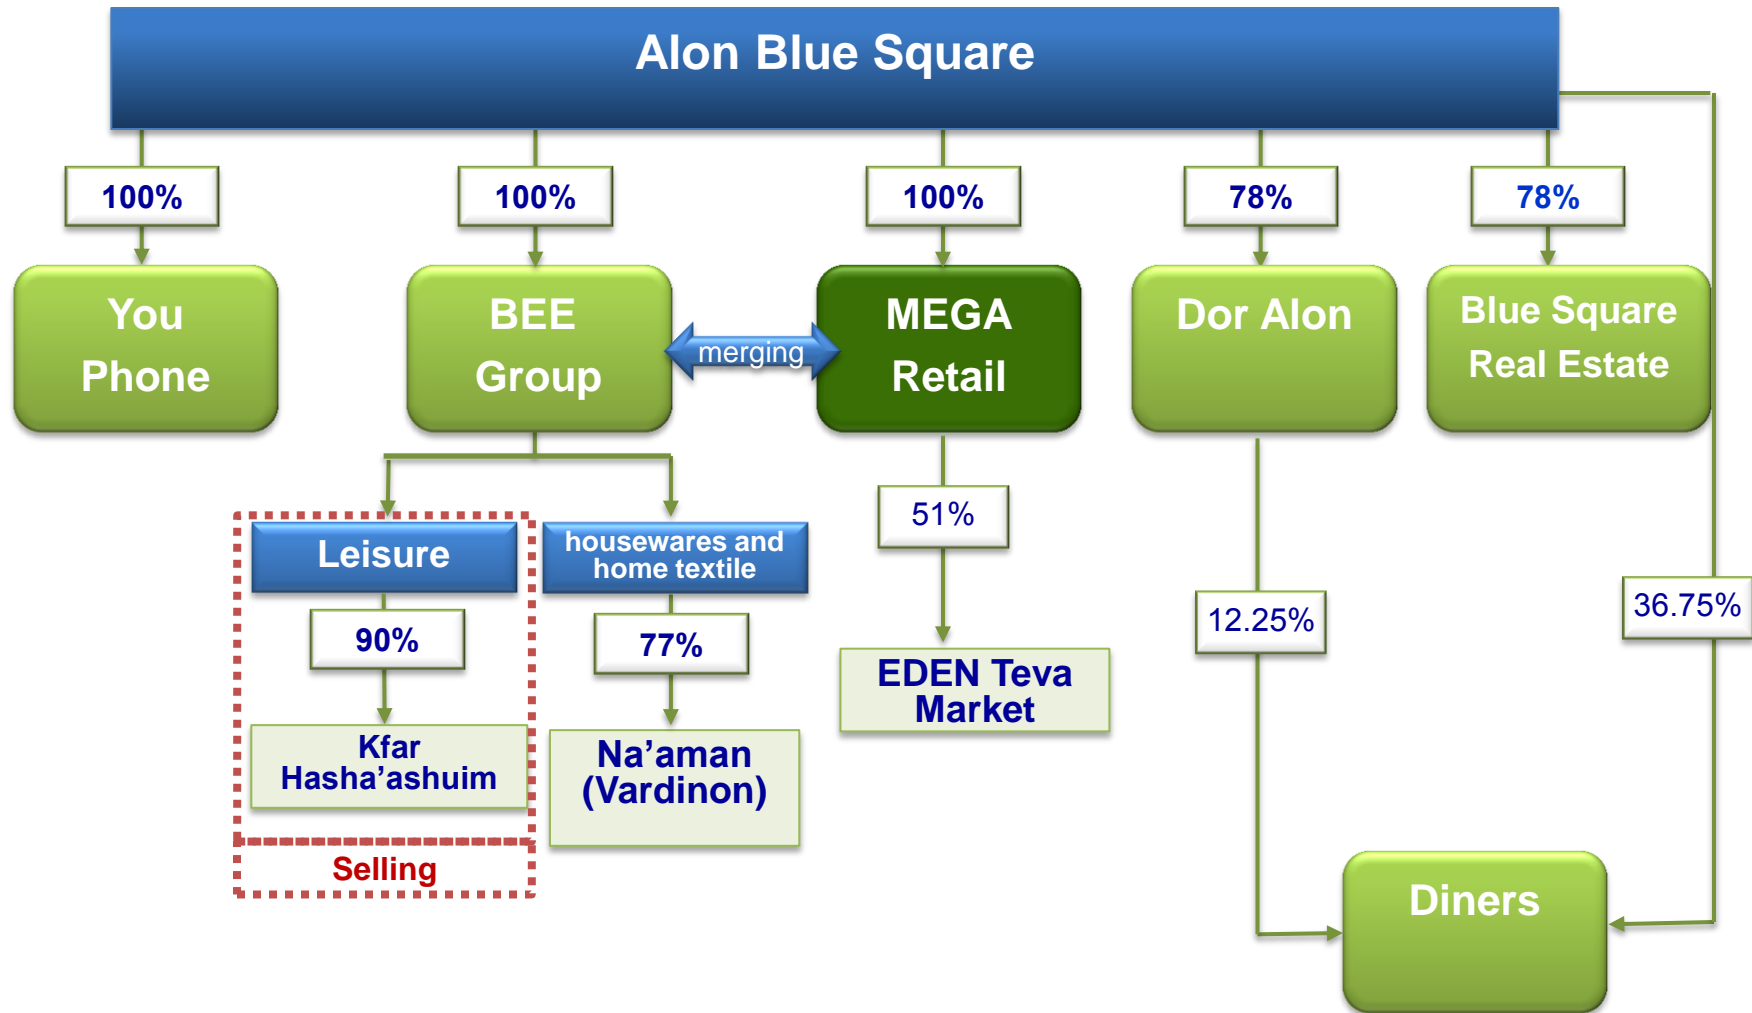 Alon Blue Square
100%
100%
100%
78%
78%
You
Phone
BEE
Group
merging
MEGA
Retail
Dor Alon
Blue Square
Real Estate
Leisure
housewares and
home textile
51%
90%
77%
12.25%
36.75%
EDEN Teva
Market
Kfar
Hasha’ashuim
Na’aman
(Vardinon)
Selling
Diners